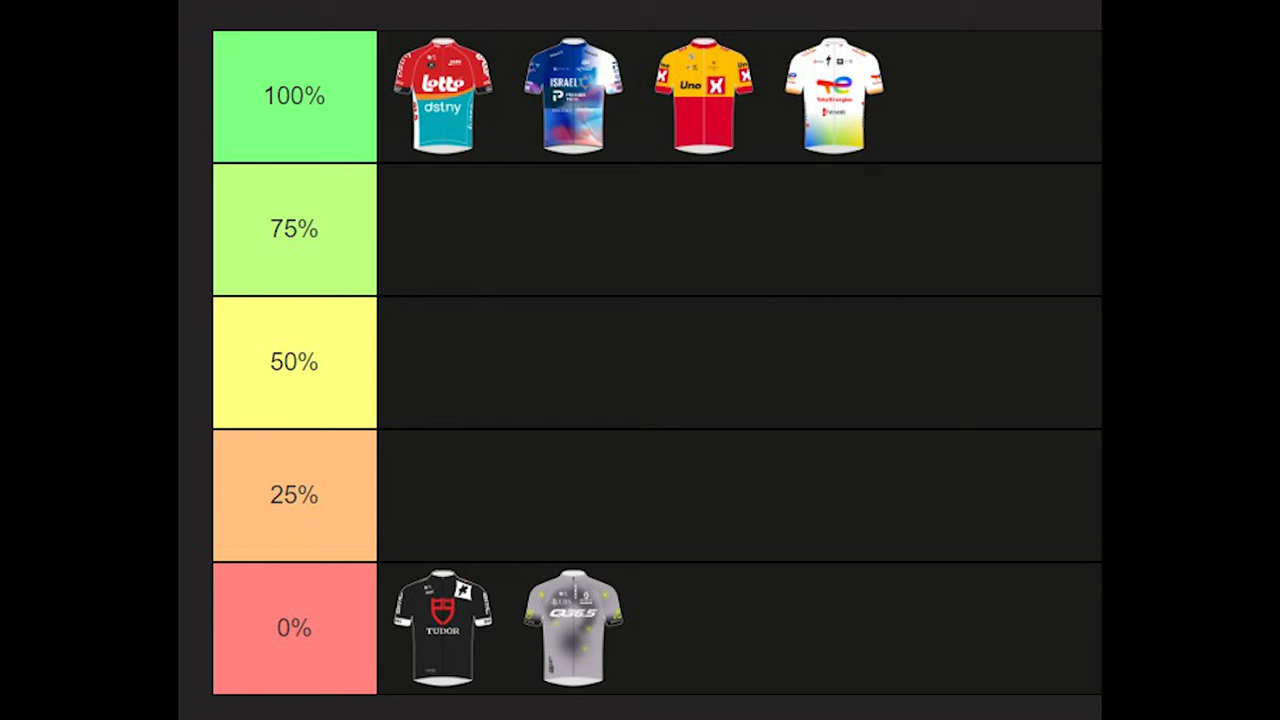 100%
Lotto
dstny
ISRAEL
PREMIER
TECH
Uno X
TotalEnergies
75%
50%
25%
0%
TUDOR
Q36.5